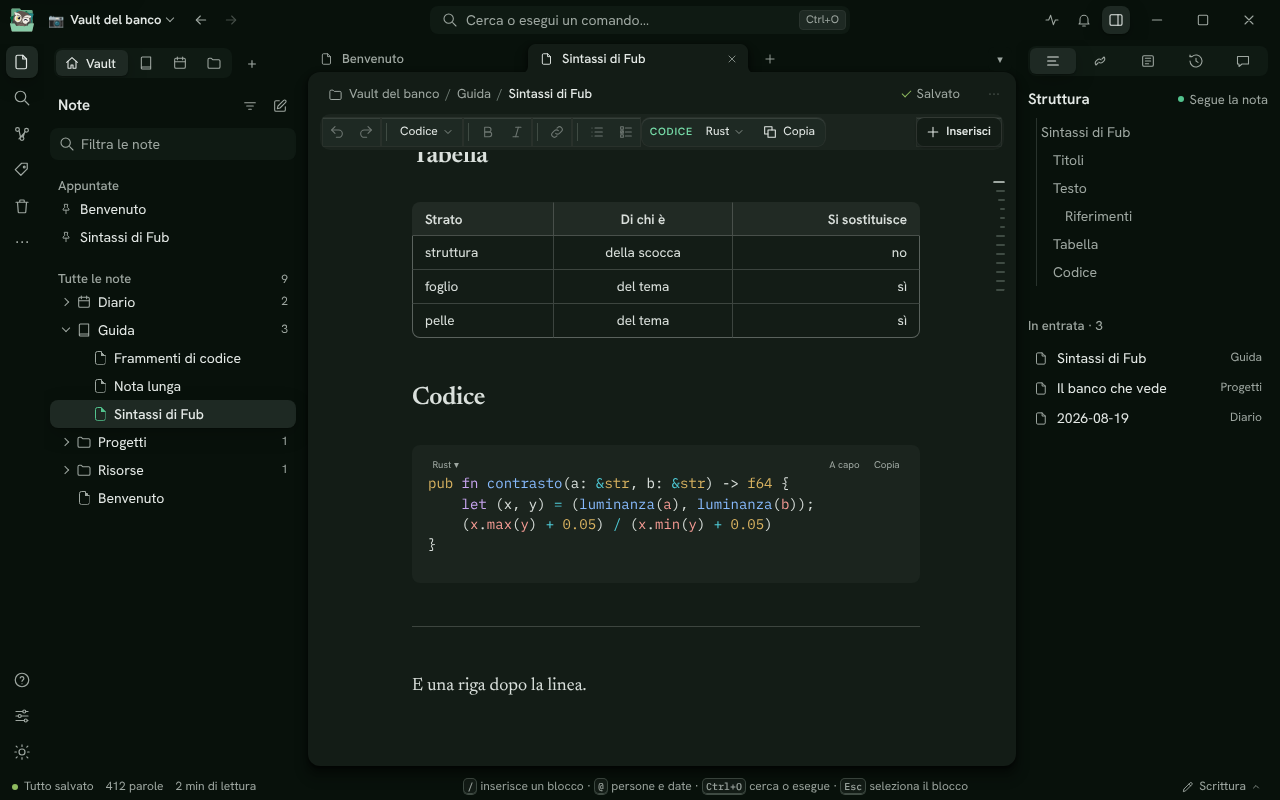 Vault del banco
Cerca o esegui un comando…
Ctrl+O
Vault
Benvenuto
Sintassi di Fub
Note
Filtra le note
Appuntate
Benvenuto
Sintassi di Fub
Tutte le note 9
Diario 2
Guida 3
Frammenti di codice
Nota lunga
Sintassi di Fub
Progetti 1
Risorse 1
Benvenuto
Vault del banco / Guida / Sintassi di Fub
Salvato
Codice
B I
CODICE Rust Copia
Inserisci
Tabella
Strato Di chi è Si sostituisce
struttura della scocca no
foglio del tema sì
pelle del tema sì
Codice
Rust ▾ A capo Copia
pub fn contrasto(a: &str, b: &str) -> f64 {
    let (x, y) = (luminanza(a), luminanza(b));
    (x.max(y) + 0.05) / (x.min(y) + 0.05)
}
E una riga dopo la linea.
Struttura
Segue la nota
Sintassi di Fub
Titoli
Testo
Riferimenti
Tabella
Codice
In entrata · 3
Sintassi di Fub Guida
Il banco che vede Progetti
2026-08-19 Diario
Tutto salvato 412 parole 2 min di lettura
/ inserisce un blocco · @ persone e date · Ctrl+O cerca o esegue · Esc seleziona il blocco
Scrittura